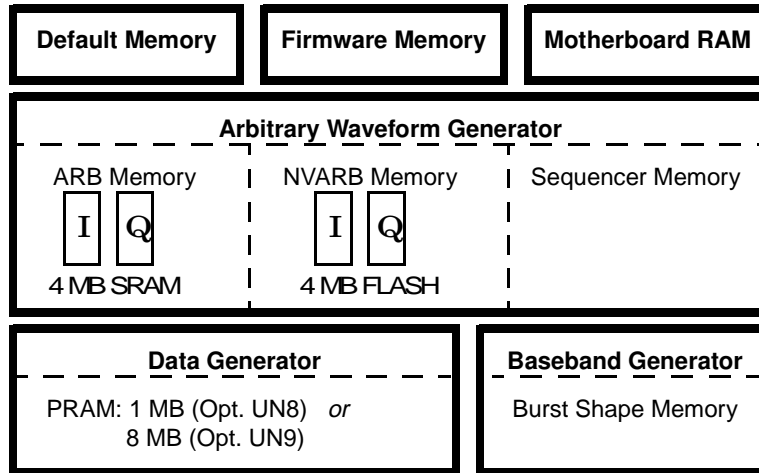 Default Memory
Firmware Memory
Motherboard RAM
Arbitrary Waveform Generator
ARB Memory
I Q
4 MB SRAM
NVARB Memory
I Q
4 MB FLASH
Sequencer Memory
Data Generator
PRAM: 1 MB (Opt. UN8) or
8 MB (Opt. UN9)
Baseband Generator
Burst Shape Memory